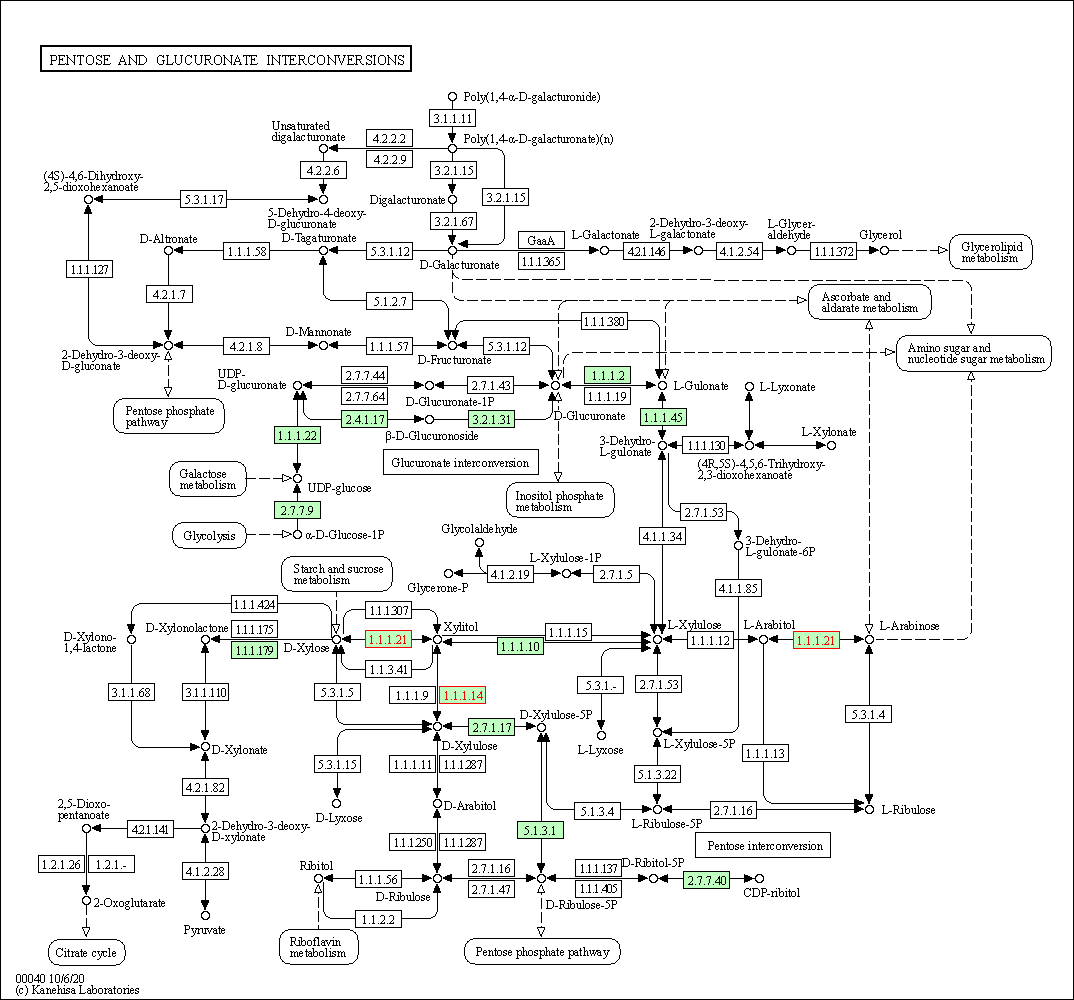 PENTOSE AND GLUCURONATE INTERCONVERSIONS
Poly(1,4-α-D-galacturonide)
3.1.1.11
Unsaturated
digalacturonate
4.2.2.2
Poly(1,4-α-D-galacturonate)(n)
4.2.2.9
4.2.2.6
3.2.1.15
(4S)-4,6-Dihydroxy-
2,5-dioxohexanoate
5.3.1.17
Digalacturonate
3.2.1.15
5-Dehydro-4-deoxy-
D-glucuronate
3.2.1.67
D-Altronate
D-Tagaturonate
GaaA
L-Galactonate
2-Dehydro-3-deoxy-
L-galactonate
L-Glycer-
aldehyde
Glycerol
1.1.1.58
5.3.1.12
D-Galacturonate
1.1.1.365
4.2.1.146
4.1.2.54
1.1.1.372
Glycerolipid
metabolism
1.1.1.127
4.2.1.7
5.1.2.7
Ascorbate and
aldarate metabolism
1.1.1.380
D-Mannonate
2-Dehydro-3-deoxy-
D-gluconate
4.2.1.8
1.1.1.57
D-Fructuronate
5.3.1.12
Amino sugar and
nucleotide sugar metabolism
UDP-
D-glucuronate
2.7.7.44
2.7.7.64
D-Glucuronate-1P
2.7.1.43
1.1.1.2
1.1.1.19
L-Gulonate
L-Lyxonate
Pentose phosphate
pathway
2.4.1.17
3.2.1.31
D-Glucuronate
1.1.1.45
1.1.1.22
β-D-Glucuronoside
3-Dehydro-
L-gulonate
1.1.1.130
L-Xylonate
Glucuronate interconversion
(4R,5S)-4,5,6-Trihydroxy-
2,3-dioxohexanoate
Galactose
metabolism
UDP-glucose
Inositol phosphate
metabolism
2.7.7.9
2.7.1.53
Glycolysis
α-D-Glucose-1P
Glycolaldehyde
4.1.1.34
3-Dehydro-
L-gulonate-6P
Starch and sucrose
metabolism
L-Xylulose-1P
Glycerone-P
4.1.2.19
2.7.1.5
4.1.1.85
1.1.1.424
1.1.1.307
D-Xylono-
1,4-lactone
D-Xylonolactone
1.1.1.175
1.1.1.179
D-Xylose
1.1.1.21
Xylitol
1.1.1.15
1.1.1.10
L-Xylulose
1.1.1.12
L-Arabitol
1.1.1.21
L-Arabinose
1.1.3.41
3.1.1.68
3.1.1.110
5.3.1.5
1.1.1.9
1.1.1.14
5.3.1.-
2.7.1.53
5.3.1.4
D-Xylulose-5P
2.7.1.17
D-Xylonate
D-Xylulose
L-Lyxose
L-Xylulose-5P
1.1.1.13
5.3.1.15
1.1.1.11
1.1.1.287
5.1.3.22
4.2.1.82
2,5-Dioxo-
pentanoate
D-Lyxose
D-Arabitol
5.3.1.4
L-Ribulose-5P
2.7.1.16
L-Ribulose
4.2.1.141
2-Dehydro-3-deoxy-
D-xylonate
5.1.3.1
1.1.1.250
1.1.1.287
Pentose interconversion
1.2.1.26
1.2.1.-
4.1.2.28
Ribitol
1.1.1.56
D-Ribulose
2.7.1.16
2.7.1.47
1.1.1.137
1.1.1.405
D-Ribitol-5P
2.7.7.40
CDP-ribitol
2-Oxoglutarate
D-Ribulose-5P
1.1.2.2
Pyruvate
Citrate cycle
Riboflavin
metabolism
Pentose phosphate pathway
00040 10/6/20
(c) Kanehisa Laboratories